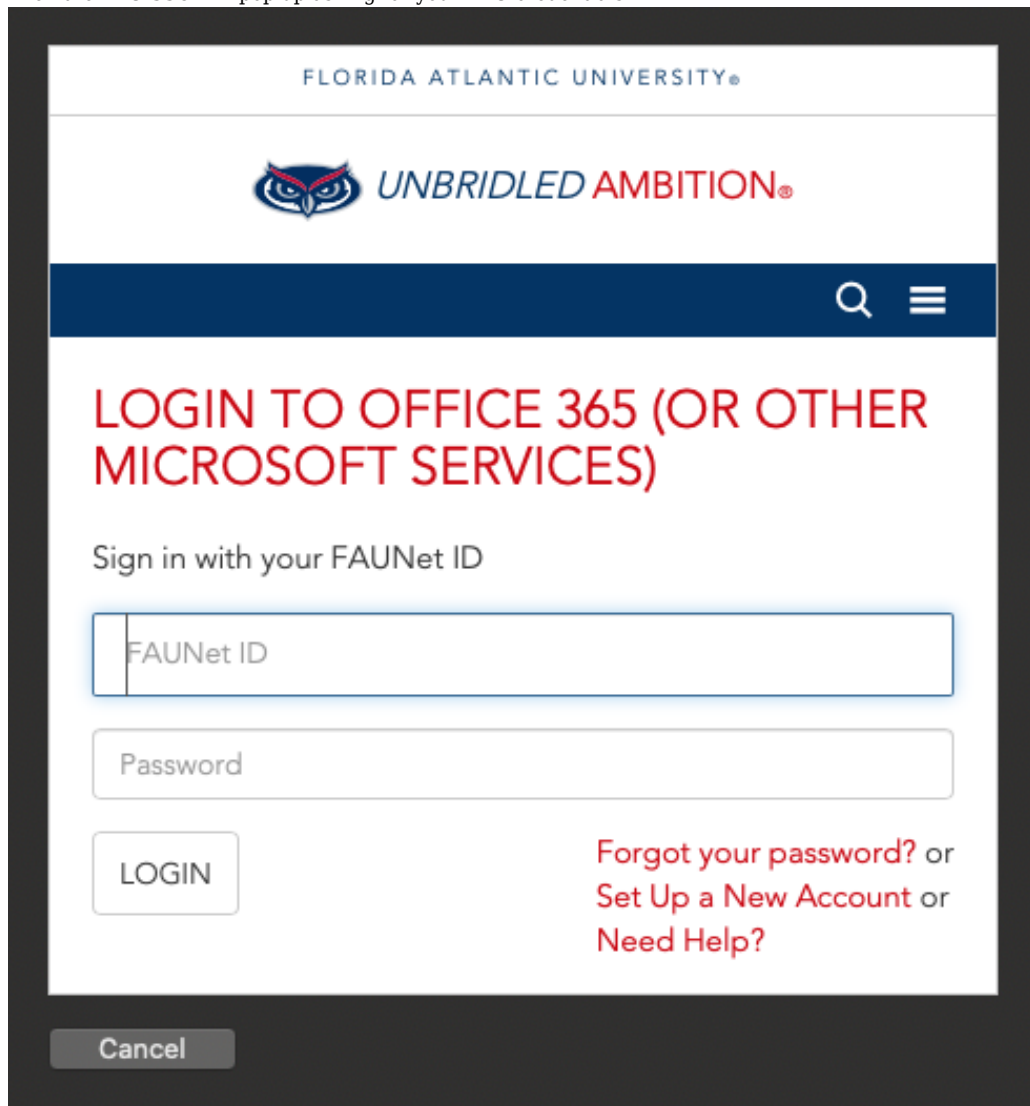 FLORIDA ATLANTIC UNIVERSITY®
UNBRIDLED AMBITION®
LOGIN TO OFFICE 365 (OR OTHER
MICROSOFT SERVICES)
Sign in with your FAUNet ID
FAUNet ID
Password
LOGIN
Forgot your password? or
Set Up a New Account or
Need Help?
Cancel